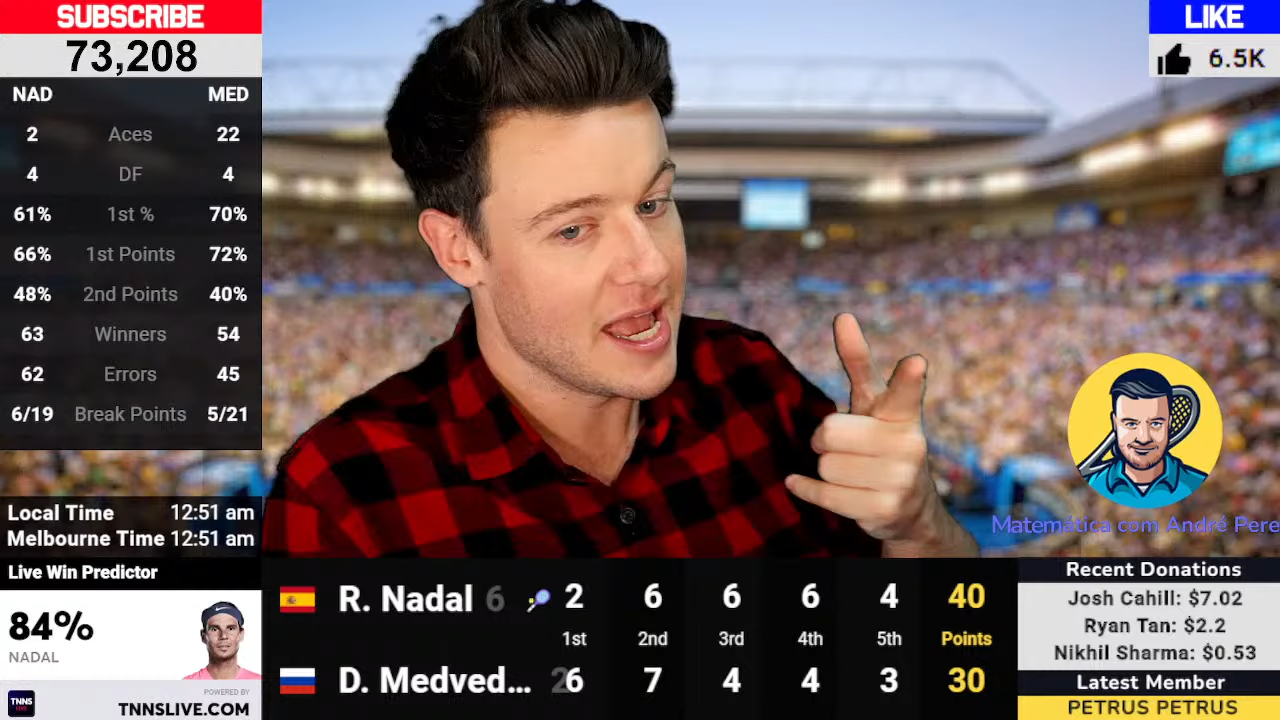 SUBSCRIBE
73,208
NAD MED
2 Aces 22
4 DF 4
61% 1st % 70%
66% 1st Points 72%
48% 2nd Points 40%
63 Winners 54
62 Errors 45
6/19 Break Points 5/21
LIKE
6.5K
Matemática com André Pere
Local Time 12:51 am
Melbourne Time 12:51 am
Live Win Predictor
84%
NADAL
POWERED BY
TNNS
LIVE
TNNSLIVE.COM
R. Nadal 6 2 6 6 6 4 40
1st 2nd 3rd 4th 5th Points
D. Medved... 2 6 7 4 4 3 30
Recent Donations
Josh Cahill: $7.02
Ryan Tan: $2.2
Nikhil Sharma: $0.53
Latest Member
PETRUS PETRUS